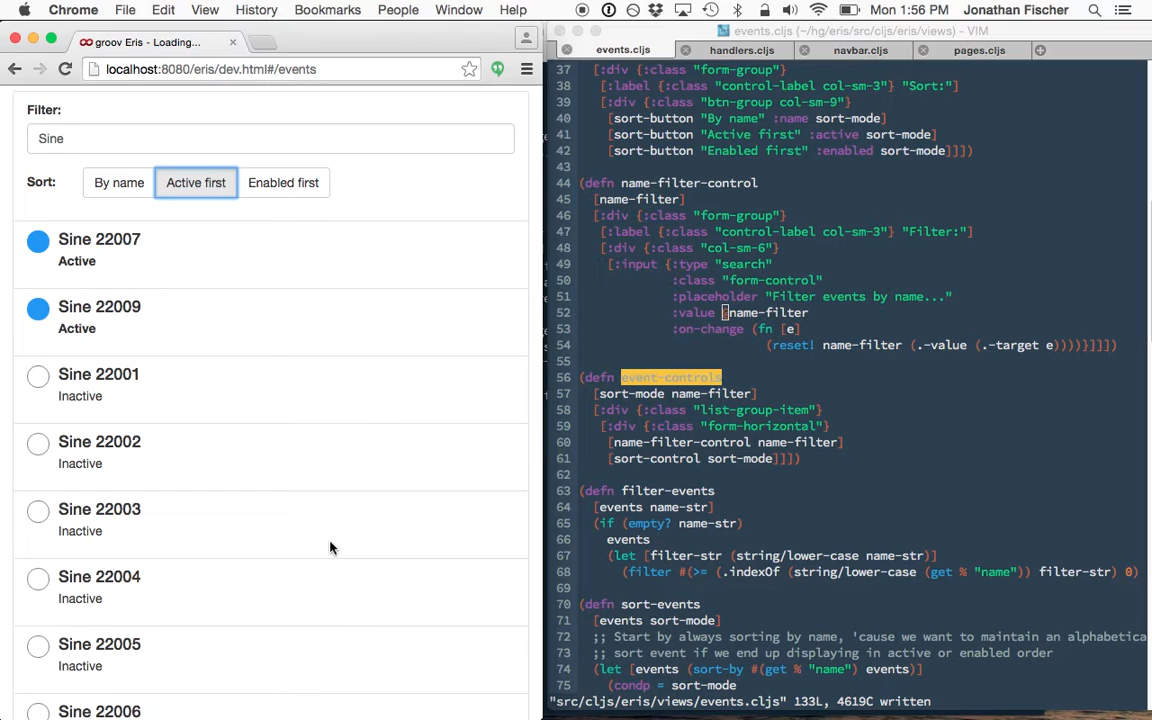 Chrome File Edit View History Bookmarks People Window Help Mon 1:56 PM Jonathan Fischer
groov Eris - Loading...
localhost:8080/eris/dev.html#/events
Filter:
Sine
Sort: By name Active first Enabled first
Sine 22007
Active
Sine 22009
Active
Sine 22001
Inactive
Sine 22002
Inactive
Sine 22003
Inactive
Sine 22004
Inactive
Sine 22005
Inactive
Sine 22006
events.cljs (~/hg/eris/src/cljs/eris/views) - VIM
events.cljs handlers.cljs navbar.cljs pages.cljs
37 [:div {:class "form-group"}
38 [:label {:class "control-label col-sm-3"} "Sort:"]
39 [:div {:class "btn-group col-sm-9"}
40 [sort-button "By name" :name sort-mode]
41 [sort-button "Active first" :active sort-mode]
42 [sort-button "Enabled first" :enabled sort-mode]]])
43
44 (defn name-filter-control
45 [name-filter]
46 [:div {:class "form-group"}
47 [:label {:class "control-label col-sm-3"} "Filter:"]
48 [:div {:class "col-sm-6"}
49 [:input {:type "search"
50 :class "form-control"
51 :placeholder "Filter events by name..."
52 :value @name-filter
53 :on-change (fn [e]
54 (reset! name-filter (.-value (.-target e))))}]]])
55
56 (defn event-controls
57 [sort-mode name-filter]
58 [:div {:class "list-group-item"}
59 [:div {:class "form-horizontal"}
60 [name-filter-control name-filter]
61 [sort-control sort-mode]]])
62
63 (defn filter-events
64 [events name-str]
65 (if (empty? name-str)
66 events
67 (let [filter-str (string/lower-case name-str)]
68 (filter #(>= (.indexOf (string/lower-case (get % "name")) filter-str) 0)
69
70 (defn sort-events
71 [events sort-mode]
72 ;; Start by always sorting by name, 'cause we want to maintain an alphabetica
73 ;; sort event if we end up displaying in active or enabled order
74 (let [events (sort-by #(get % "name") events)]
75 (condp = sort-mode
"src/cljs/eris/views/events.cljs" 133L, 4619C written